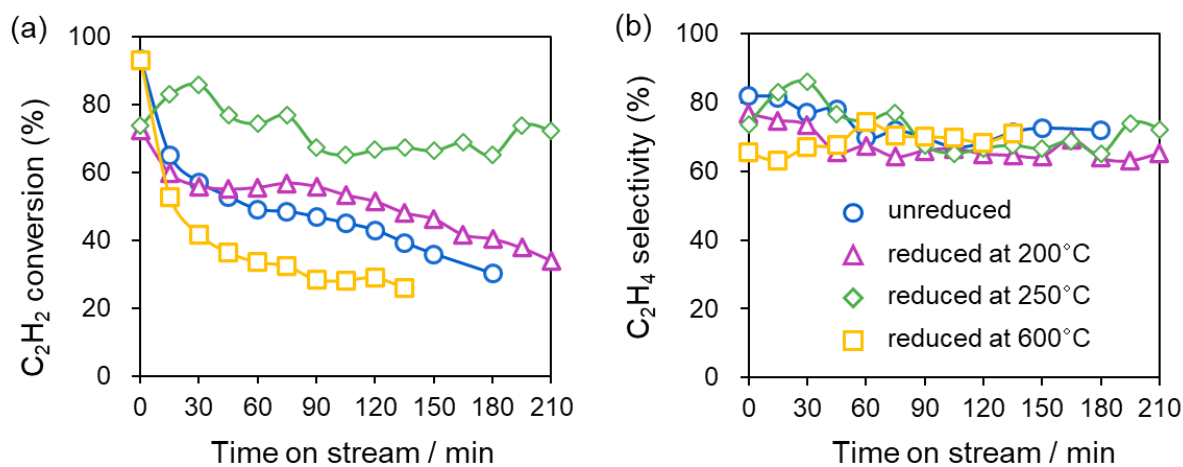 (a)
100
80
60
40
20
0
C₂H₂ conversion (%)
0 30 60 90 120 150 180 210
Time on stream / min
(b)
100
80
60
40
20
0
C₂H₄ selectivity (%)
unreduced
reduced at 200°C
reduced at 250°C
reduced at 600°C
0 30 60 90 120 150 180 210
Time on stream / min